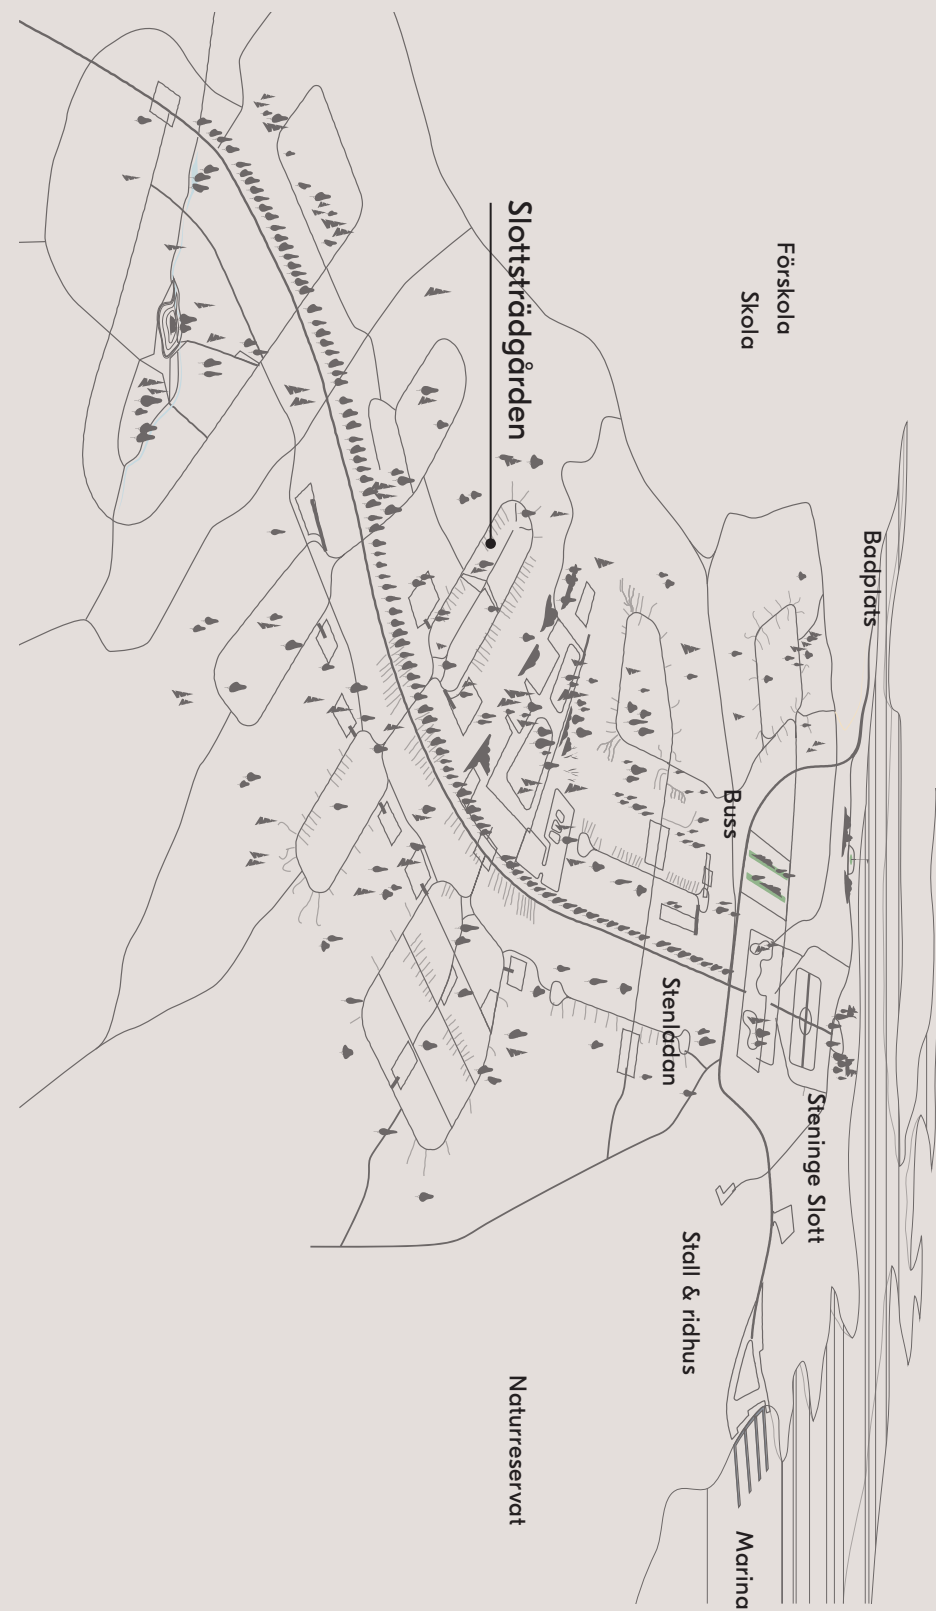 Förskola
Skola
Badplats
Slottsträdgården
Buss
Stenladan
Steninge Slott
Stall & ridhus
Naturreservat
Marina